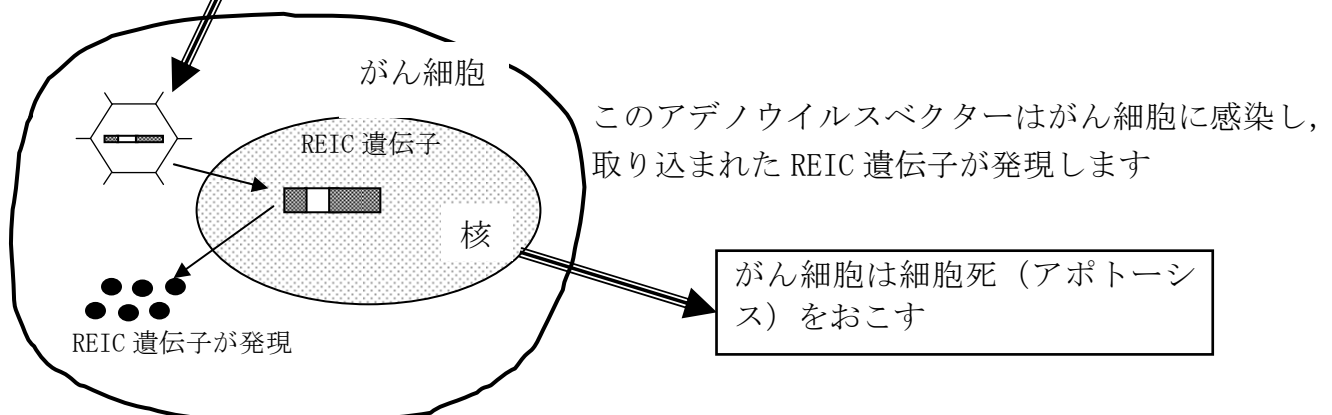 がん細胞
REIC 遺伝子
核
REIC 遺伝子が発現
このアデノウイルスベクターはがん細胞に感染し,
取り込まれた REIC 遺伝子が発現します
がん細胞は細胞死（アポトーシ
ス）をおこす